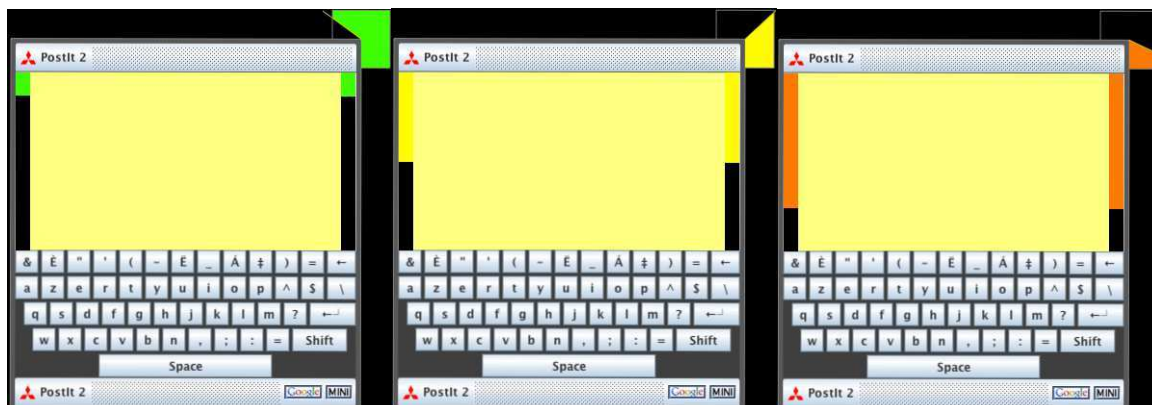 PostIt 2
& È " ' ( – Ë _ Á ‡ ) = ←
a z e r t y u i o p ^ $ \
q s d f g h j k l m ? ↵
w x c v b n , ; : = Shift
Space
PostIt 2 Google MINI
PostIt 2
& È " ' ( – Ë _ Á ‡ ) = ←
a z e r t y u i o p ^ $ \
q s d f g h j k l m ? ↵
w x c v b n , ; : = Shift
Space
PostIt 2 Google MINI
PostIt 2
& È " ' ( – Ë _ Á ‡ ) = ←
a z e r t y u i o p ^ $ \
q s d f g h j k l m ? ↵
w x c v b n , ; : = Shift
Space
PostIt 2 Google MINI